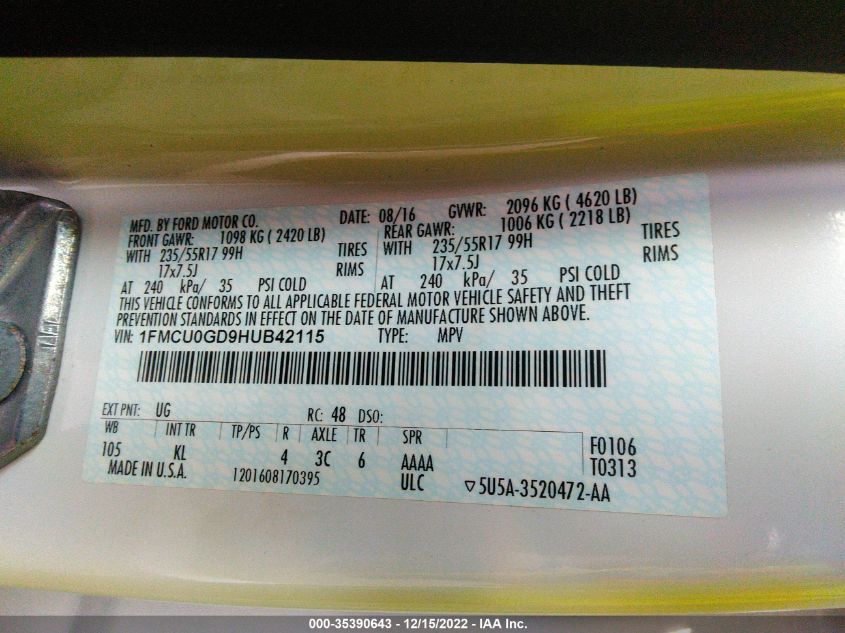 MFD. BY FORD MOTOR CO. DATE: 08/16 GVWR: 2096 KG ( 4620 LB)
FRONT GAWR: 1098 KG ( 2420 LB) REAR GAWR: 1006 KG ( 2218 LB)
WITH 235/55R17 99H TIRES WITH 235/55R17 99H TIRES
17x7.5J RIMS 17x7.5J RIMS
AT 240 kPa/ 35 PSI COLD AT 240 kPa/ 35 PSI COLD
THIS VEHICLE CONFORMS TO ALL APPLICABLE FEDERAL MOTOR VEHICLE SAFETY AND THEFT
PREVENTION STANDARDS IN EFFECT ON THE DATE OF MANUFACTURE SHOWN ABOVE.
VIN: 1FMCU0GD9HUB42115 TYPE: MPV
EXT PNT: UG RC: 48 DSO:
WB INT TR TP/PS R AXLE TR SPR F0106
105 KL 4 3C 6 AAAA T0313
MADE IN U.S.A. 1201608170395 ULC ▽5U5A-3520472-AA
000-35390643 - 12/15/2022 - IAA Inc.